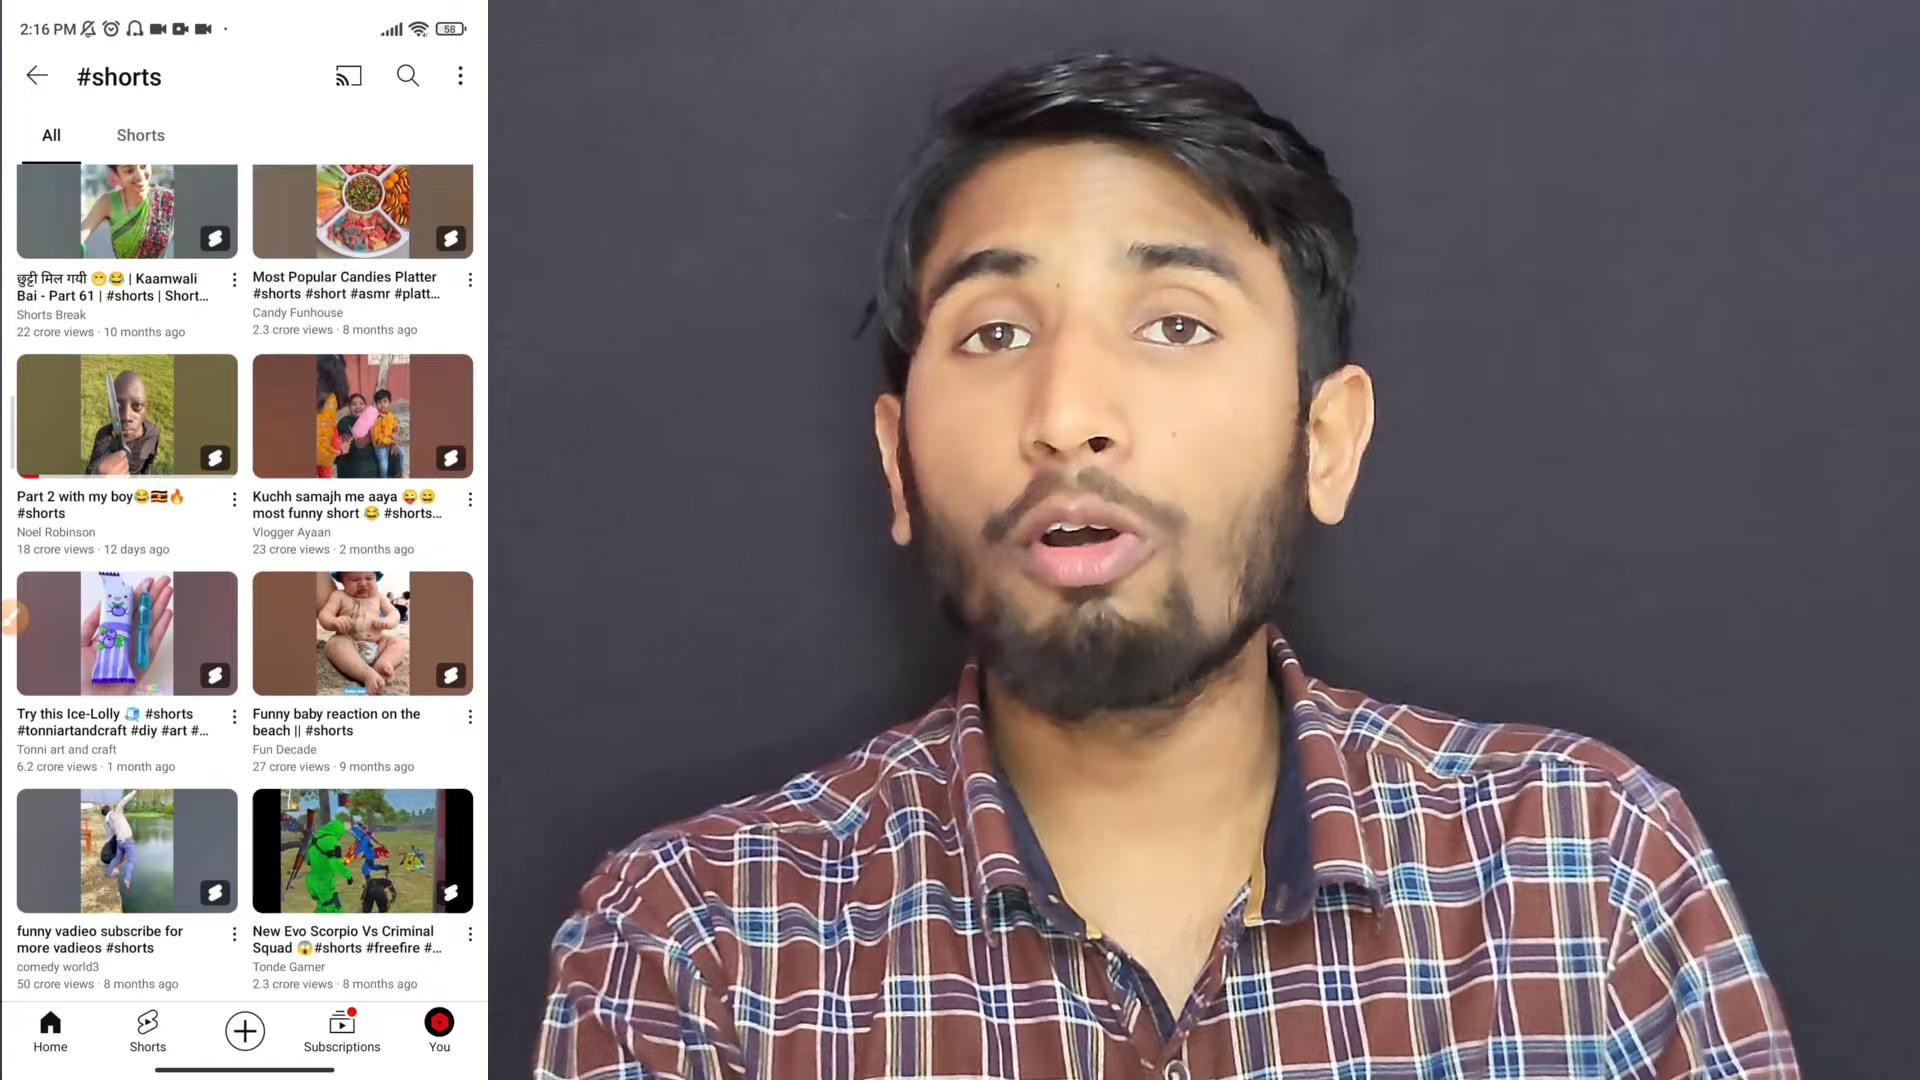 2:16 PM
58
#shorts
All Shorts
छुट्टी मिल गयी 😁😂 | Kaamwali
Bai - Part 61 | #shorts | Short...
Shorts Break
22 crore views · 10 months ago
Most Popular Candies Platter
#shorts #short #asmr #platt...
Candy Funhouse
2.3 crore views · 8 months ago
Part 2 with my boy😂🇺🇬🔥
#shorts
Noel Robinson
18 crore views · 12 days ago
Kuchh samajh me aaya 😜😄
most funny short 😂 #shorts...
Vlogger Ayaan
23 crore views · 2 months ago
Try this Ice-Lolly 🧊 #shorts
#tonniartandcraft #diy #art #...
Tonni art and craft
6.2 crore views · 1 month ago
Funny baby reaction on the
beach || #shorts
Fun Decade
27 crore views · 9 months ago
funny vadieo subscribe for
more vadieos #shorts
comedy world3
50 crore views · 8 months ago
New Evo Scorpio Vs Criminal
Squad 😱#shorts #freefire #...
Tonde Gamer
2.3 crore views · 8 months ago
Home Shorts Subscriptions You